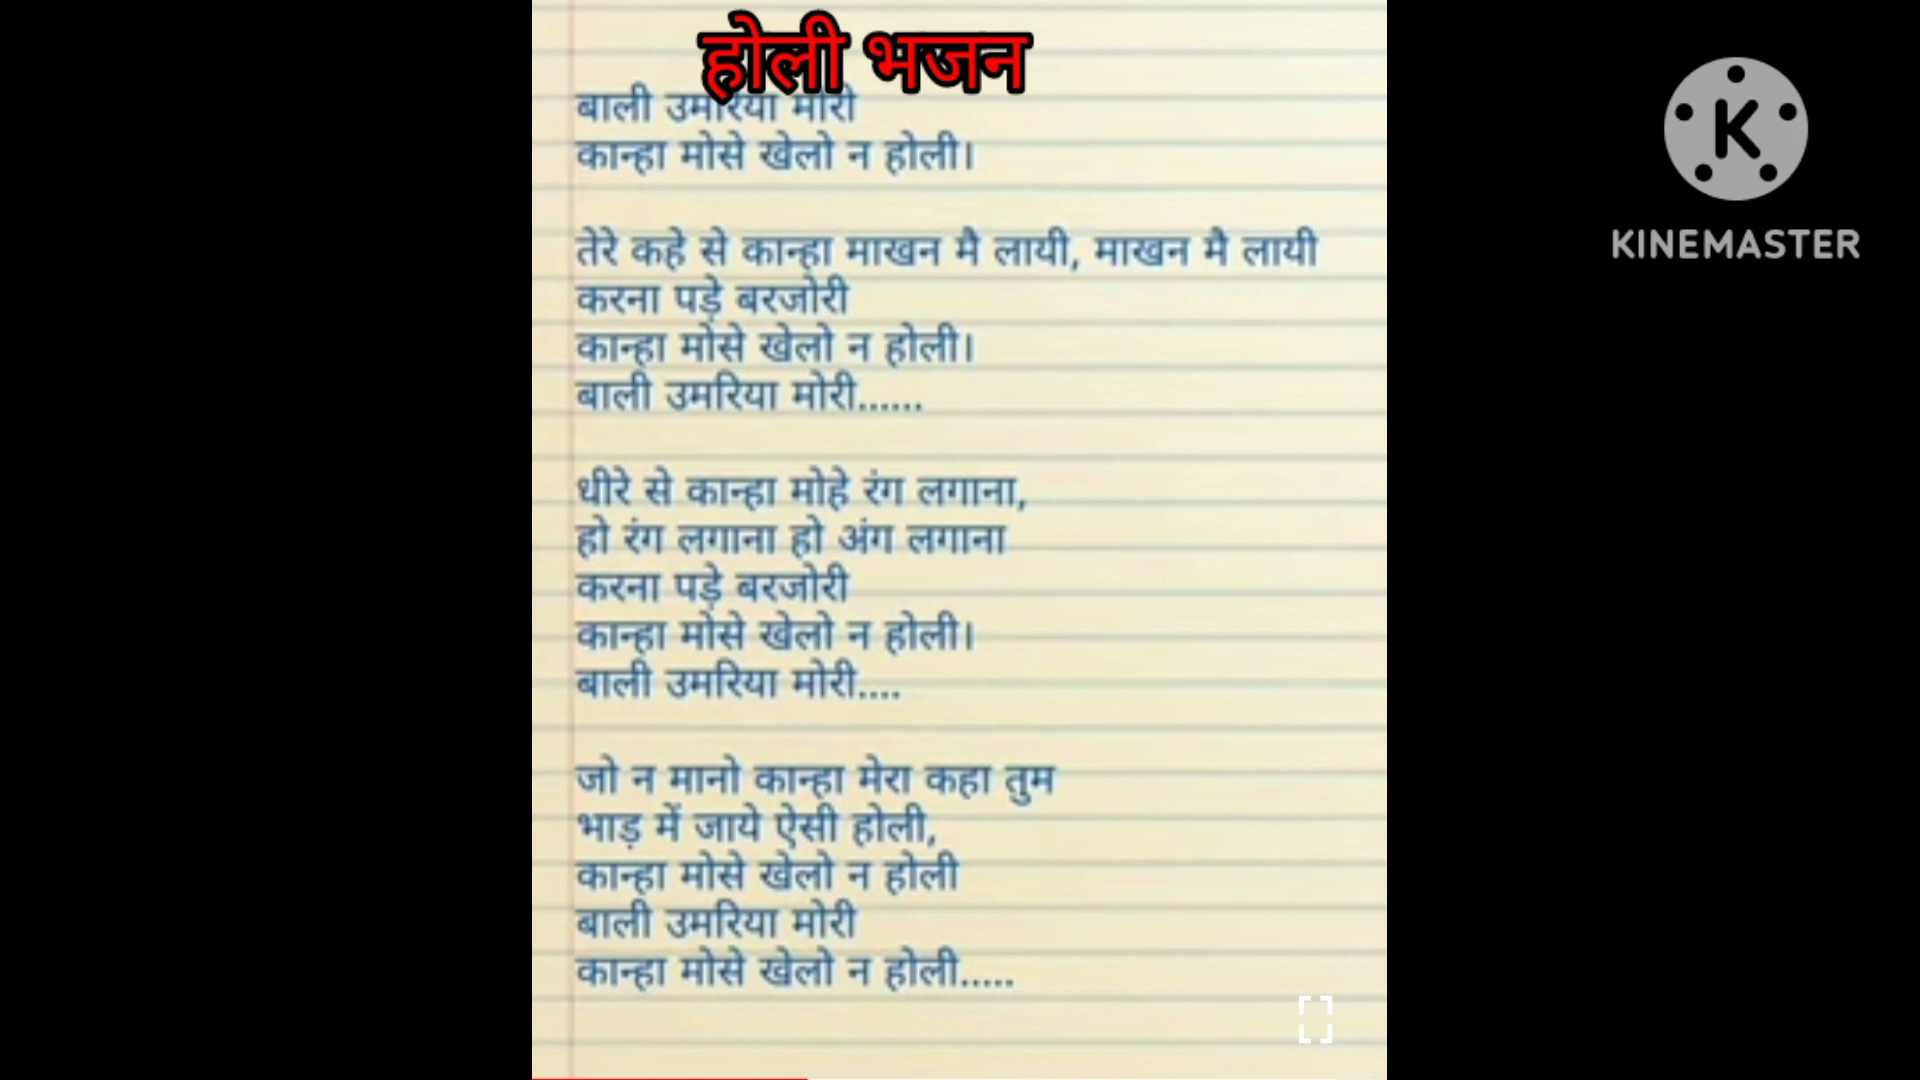 होली भजन
बाली उमरिया मोरी
कान्हा मोसे खेलो न होली।
तेरे कहे से कान्हा माखन मै लायी, माखन मै लायी
करना पड़े बरजोरी
कान्हा मोसे खेलो न होली।
बाली उमरिया मोरी......
धीरे से कान्हा मोहे रंग लगाना,
हो रंग लगाना हो अंग लगाना
करना पड़े बरजोरी
कान्हा मोसे खेलो न होली।
बाली उमरिया मोरी....
जो न मानो कान्हा मेरा कहा तुम
भाड़ में जाये ऐसी होली,
कान्हा मोसे खेलो न होली
बाली उमरिया मोरी
कान्हा मोसे खेलो न होली.....
K
KINEMASTER